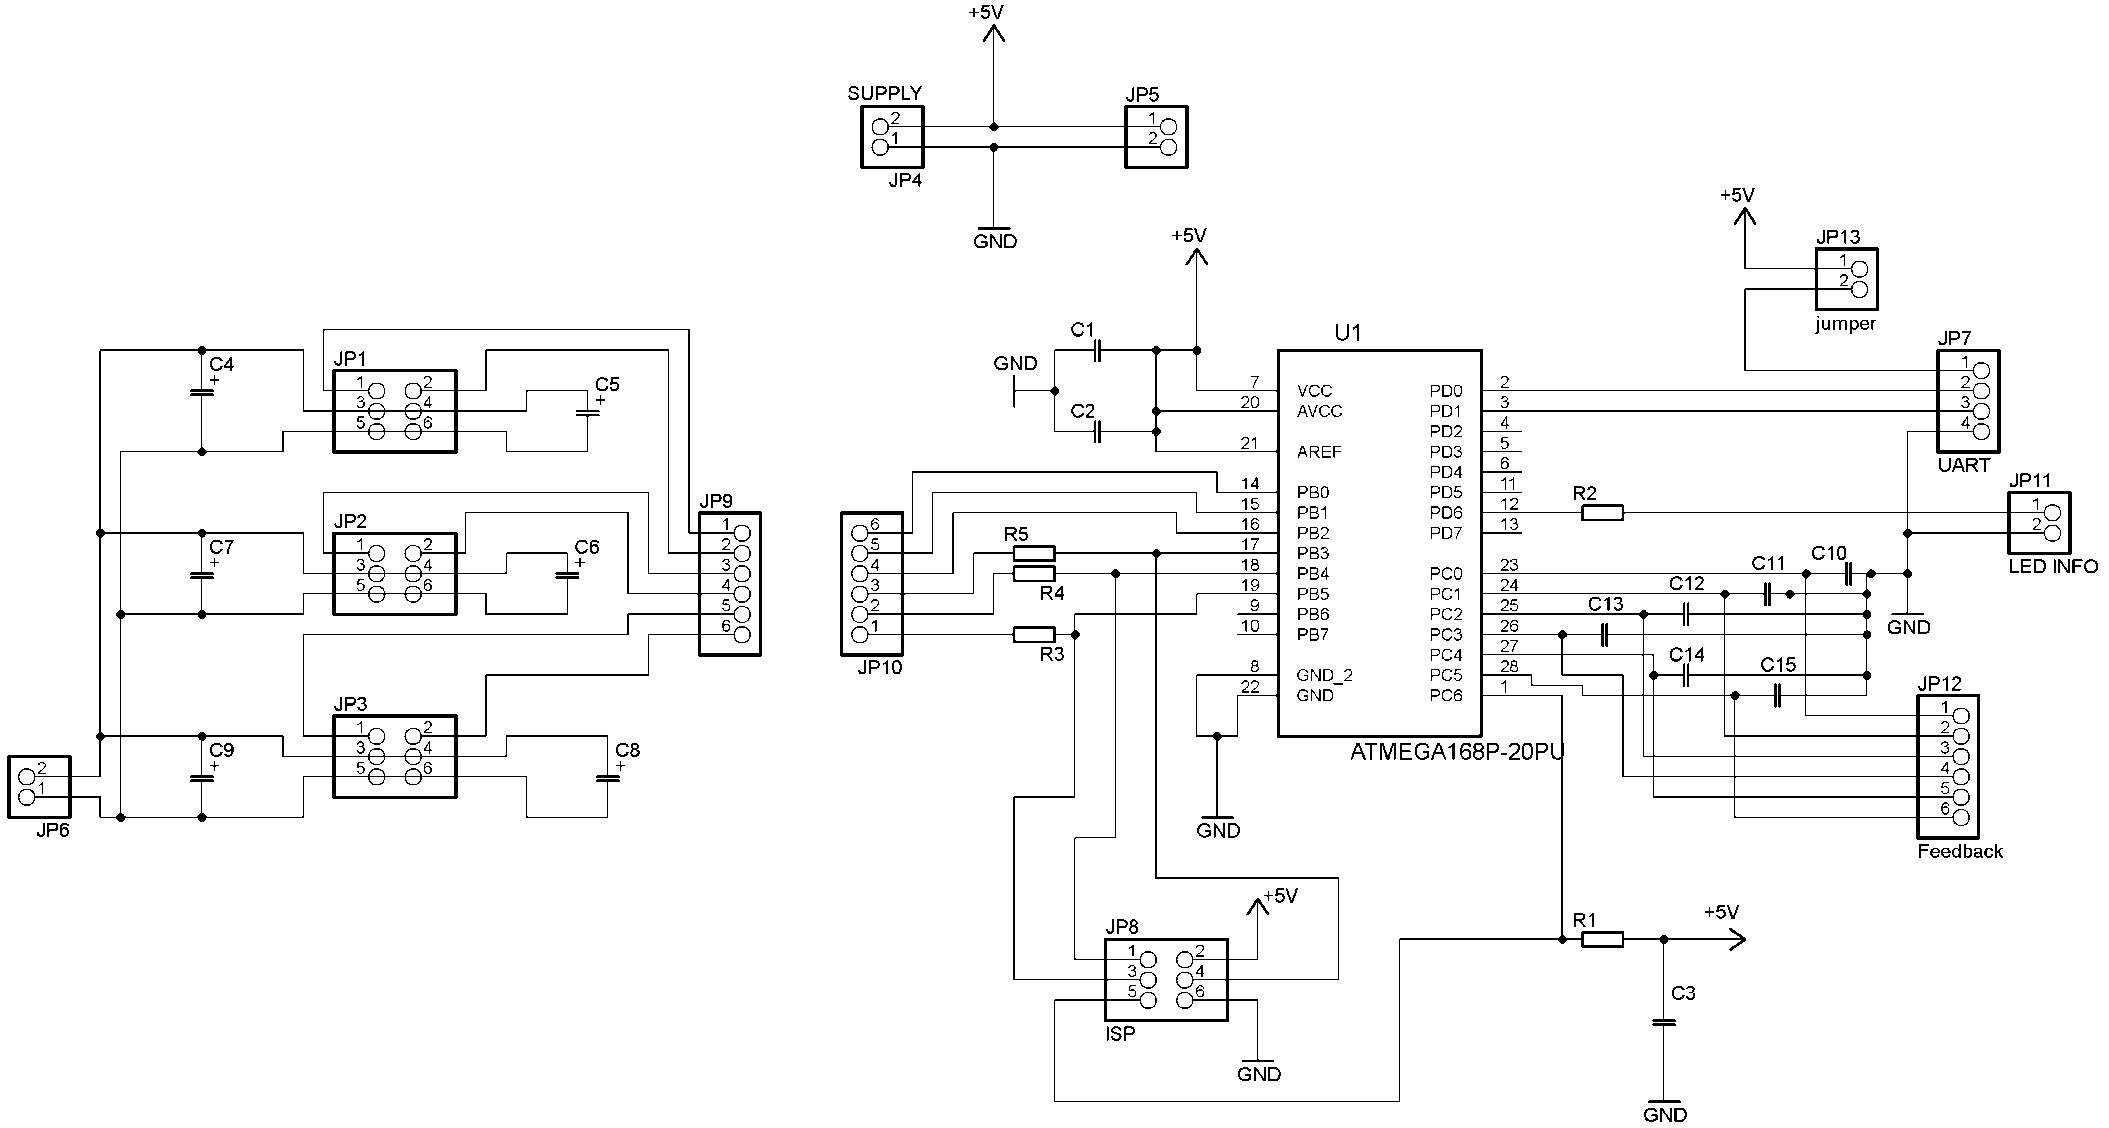 +5V
SUPPLY
2
1
JP4
JP5
1
2
GND
+5V
JP13
1
2
jumper
+5V
C1
GND
C2
U1
7 VCC PD0 2
20 AVCC PD1 3
PD2 4
21 AREF PD3 5
PD4 6
14 PB0 PD5 11
15 PB1 PD6 12
16 PB2 PD7 13
17 PB3
18 PB4 PC0 23
19 PB5 PC1 24
9 PB6 PC2 25
10 PB7 PC3 26
PC4 27
8 GND_2 PC5 28
22 GND PC6 1
ATMEGA168P-20PU
GND
JP7
1
2
3
4
UART
R2
JP11
1
2
LED INFO
C10
C11
C12
C13
C14
C15
GND
JP12
1
2
3
4
5
6
Feedback
C4
+
JP1
1 2
3 4
5 6
C5
+
C7
+
JP2
1 2
3 4
5 6
C6
+
C9
+
JP3
1 2
3 4
5 6
C8
+
2
1
JP6
JP9
1
2
3
4
5
6
6
5
4
3
2
1
JP10
R5
R4
R3
JP8
1 2
3 4
5 6
ISP
+5V
GND
R1
+5V
C3
GND